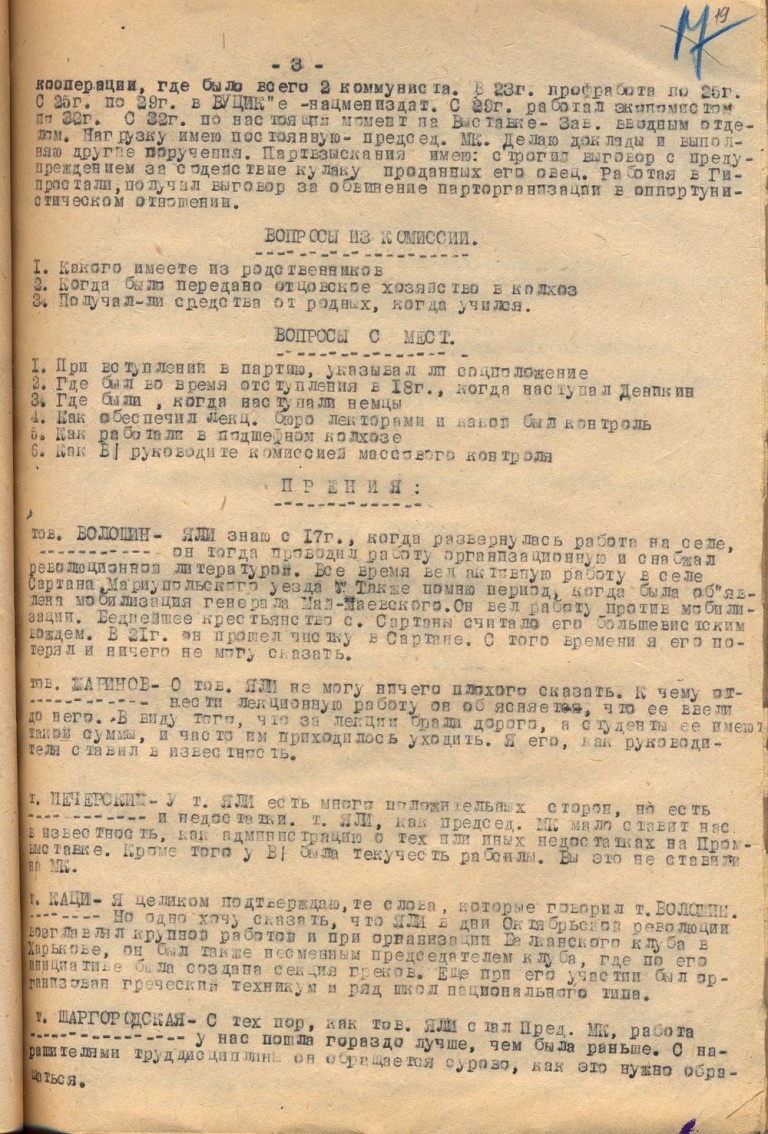 17
19
- 3 -
кооперации, где было всего 2 коммуниста. В 23г. профработа по 25г.
С 25г. по 29г. в ВУЦИК"е -нацмениздат. С 29г. работал экономистом
по 32г. С 32г. по настоящий момент на Выставке- Зав. вводным отде-
лом. Нагрузку имею постоянную- председ. МК. Делаю доклады и выпол-
няю другие поручения. Партвзыскания имею: строгий выговор с преду-
преждением за содействие кулаку проданных его овец. Работая в Ги-
простали,получил выговор за обвинение парторганизации в оппортуни-
стическом отношении.
ВОПРОСЫ ИЗ КОМИССИИ.
1. Какого имеете из родственников
2. Когда было передано отцовское хозяйство в колхоз
3. Получал-ли средства от родных, когда учился.
ВОПРОСЫ С МЕСТ.
1. При вступлении в партию, указывал ли соцположение
2. Где был во время отступления в 18г., когда наступал Деникин
3. Где были , когда наступали немцы
4. Как обеспечил Лекц. бюро лекторами и какой был контроль
5. Как работали в подшефном колхозе
6. Как В/ руководите комиссией массового контроля
ПРЕНИЯ:
тов. ВОЛОШИН- ЯЛИ знаю с 17г., когда развернулась работа на селе,
он тогда проводил работу организационную и снабжал
революционной литературой. Все время вел активную работу в селе
Сартана,Мариупольского уезда. Также помню период, когда была об"яв-
лена мобилизация генерала Май-Маевского.Он вел работу против мобили-
зации. Беднейшее крестьянство с. Сартаны считало его большевистским
вождем. В 21г. он прошел чистку в Сартане. С того времени я его по-
терял и ничего не могу сказать.
тов. ЖАРИНОВ- О тов. ЯЛИ не могу ничего плохого сказать. К чему от-
нести лекционную работу он об ясняется, что ее ввели
до него. В виду того, что за лекции брали дорого, а студенты ее имеют
такой суммы, и часто им приходилось уходить. Я его, как руководи-
теля ставил в известность.
т. ПЕЧЕРСКИЙ- У т. ЯЛИ есть много положительных сторон, но есть
и недостатки. т. ЯЛИ, как председ. МК мало ставит нас
в известность, как администрацию о тех или иных недостатках на Пром-
выставке. Кроме того у В/ была текучесть рабсилы. Вы это не ставили
на МК.
т. КАЦИ- Я целиком подтверждаю,те слова, которые говорил т.ВОЛОШИН.
Но одно хочу сказать, что ЯЛИ в дни Октябрьской революции
возглавлял крупной работой и при организации Балканского клуба в
Харькове, он был также несменным председателем клуба, где по его
инициативе была создана секция греков. Еще при его участии был ор-
ганизован греческий техникум и ряд школ национального типа.
т. ШАРГОРОДСКАЯ- С тех пор, как тов. ЯЛИ стал Пред. МК, работа
у нас пошла гораздо лучше, чем была раньше. С на-
рашителями труддисциплины он обращается сурово, как это нужно обра-
щаться.